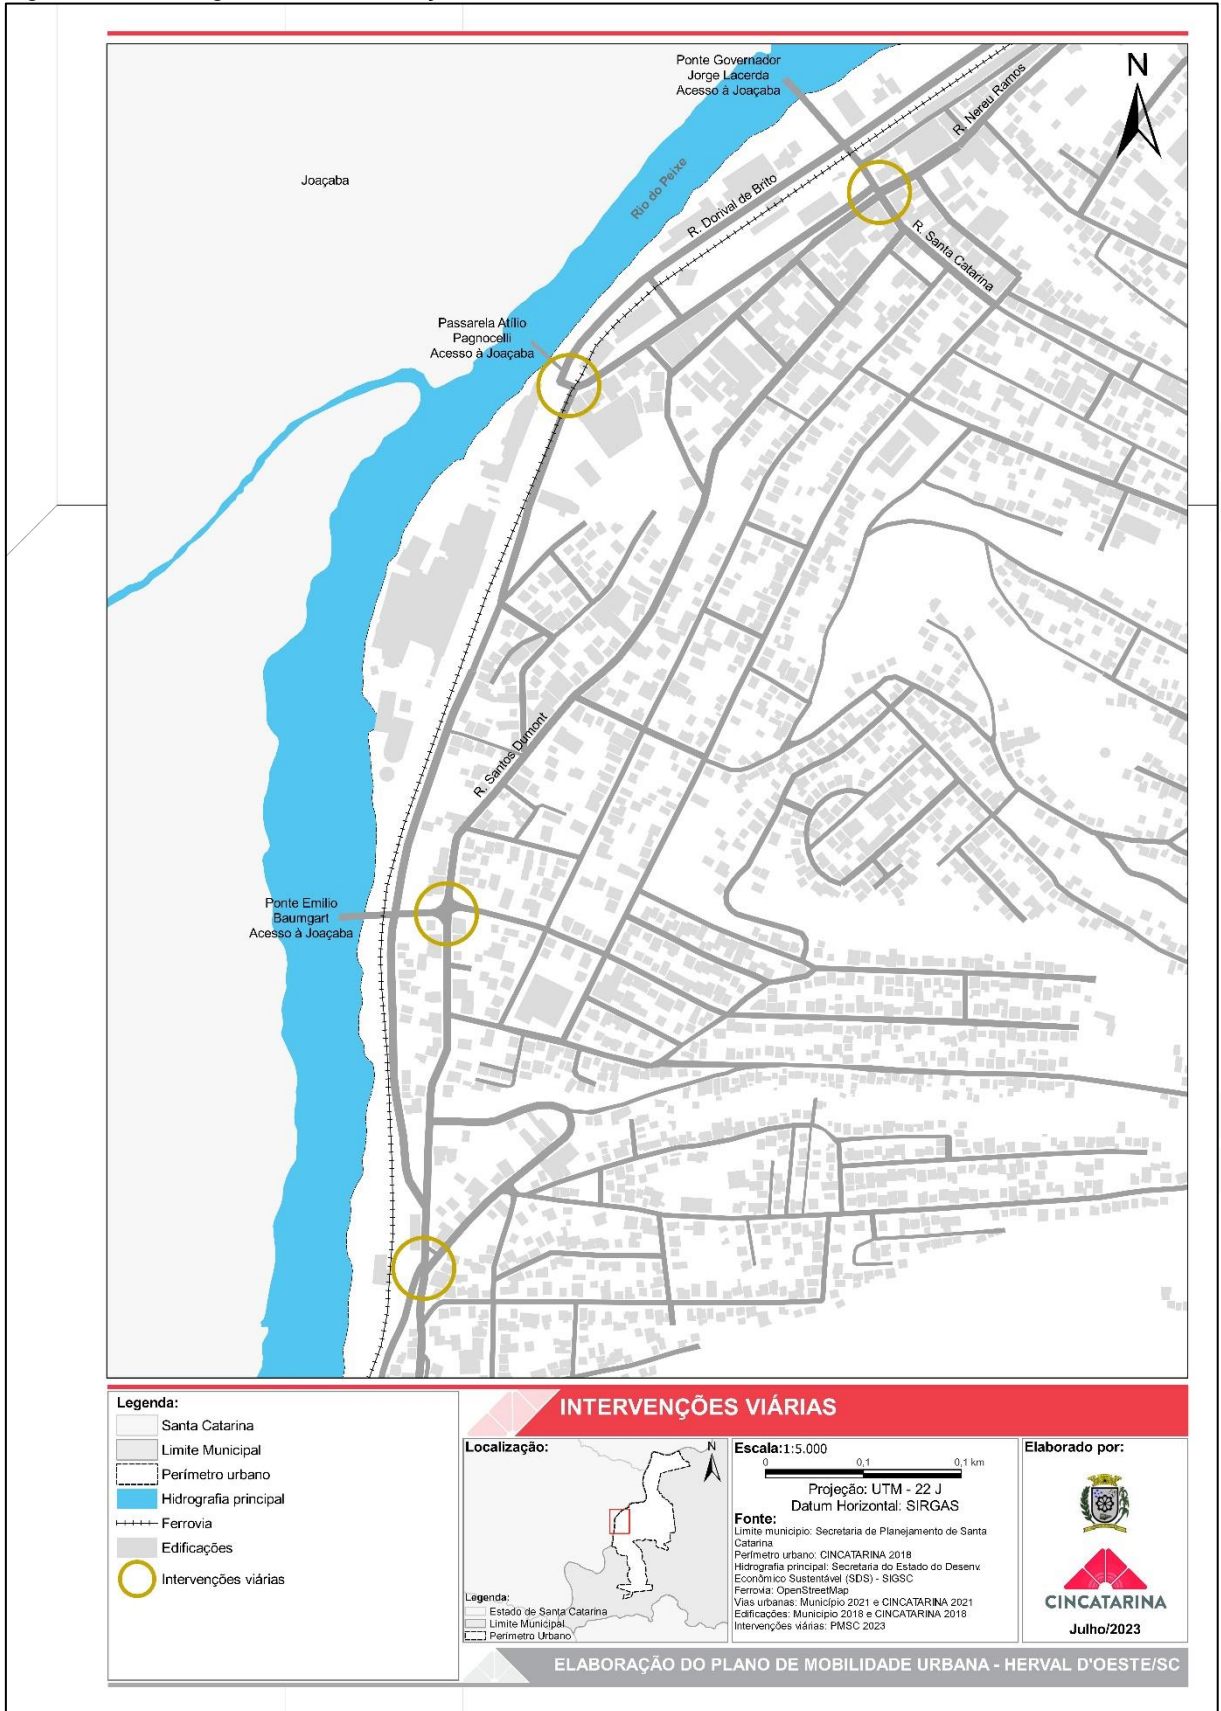 Ponte Governador
Jorge Lacerda
Acesso à Joaçaba
N
R. Nereu Ramos
Joaçaba
Rio do Peixe
R. Dorival de Brito
R. Santa Catarina
Passarela Atílio
Pagnocelli
Acesso à Joaçaba
R. Santos Dumont
Ponte Emilio
Baumgart
Acesso à Joaçaba
Legenda:
Santa Catarina
Limite Municipal
Perímetro urbano
Hidrografia principal
Ferrovia
Edificações
Intervenções viárias
INTERVENÇÕES VIÁRIAS
Localização:
N
Legenda:
Estado de Santa Catarina
Limite Municipal
Perímetro Urbano
Escala:1:5.000
0 0,1 0,1 km
Projeção: UTM - 22 J
Datum Horizontal: SIRGAS
Fonte:
Limite município: Secretaria de Planejamento de Santa
Catarina
Perímetro urbano: CINCATARINA 2018
Hidrografia principal: Secretaria do Estado do Desenv.
Econômico Sustentável (SDS) - SIGSC
Ferrovia: OpenStreetMap
Vias urbanas: Município 2021 e CINCATARINA 2021
Edificações: Município 2018 e CINCATARINA 2018
Intervenções viárias: PMSC 2023
Elaborado por:
CINCATARINA
Julho/2023
ELABORAÇÃO DO PLANO DE MOBILIDADE URBANA - HERVAL D'OESTE/SC